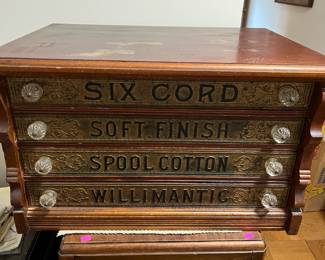 SIX CORD
SOFT FINISH
SPOOL COTTON
WILLIMANTIC